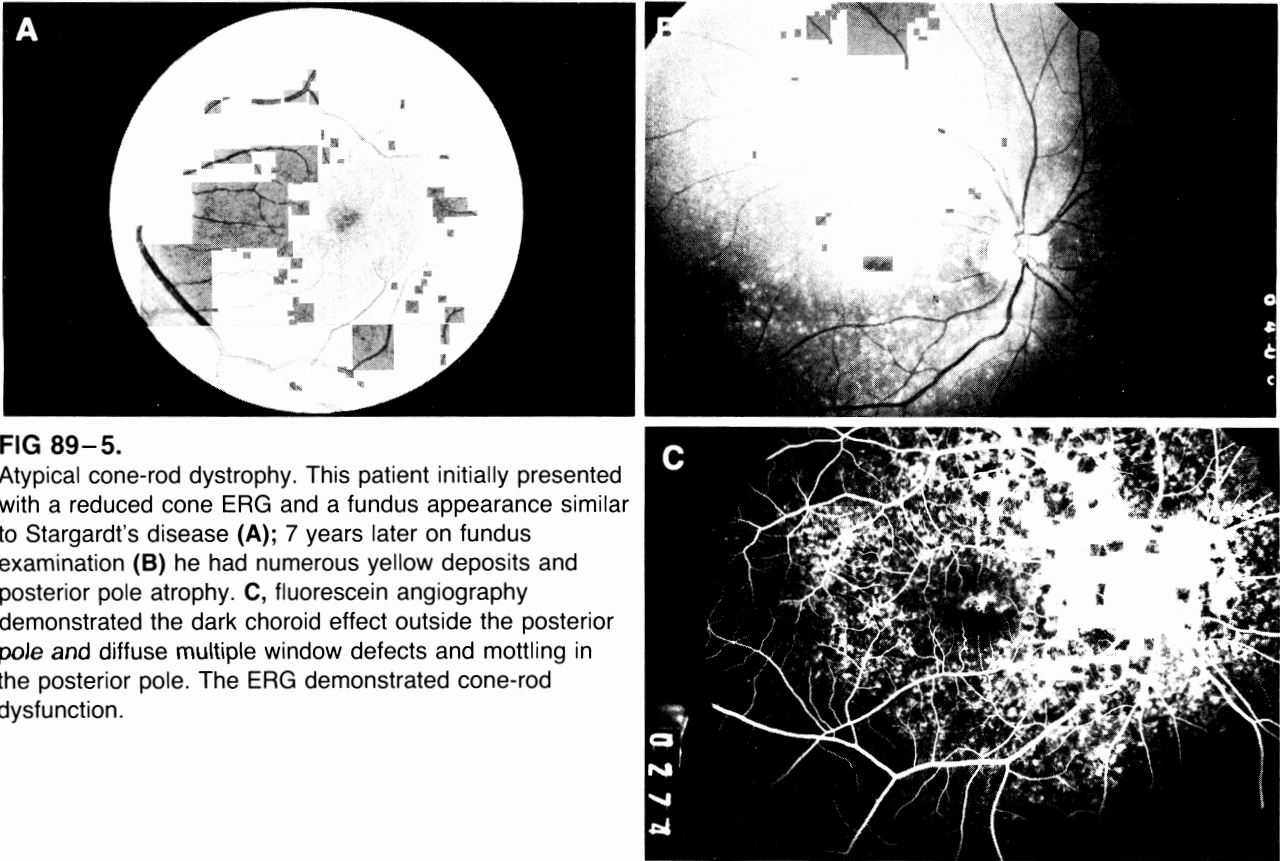 A
B
FIG 89–5.
Atypical cone-rod dystrophy. This patient initially presented
with a reduced cone ERG and a fundus appearance similar
to Stargardt's disease (A); 7 years later on fundus
examination (B) he had numerous yellow deposits and
posterior pole atrophy. C, fluorescein angiography
demonstrated the dark choroid effect outside the posterior
pole and diffuse multiple window defects and mottling in
the posterior pole. The ERG demonstrated cone-rod
dysfunction.
C